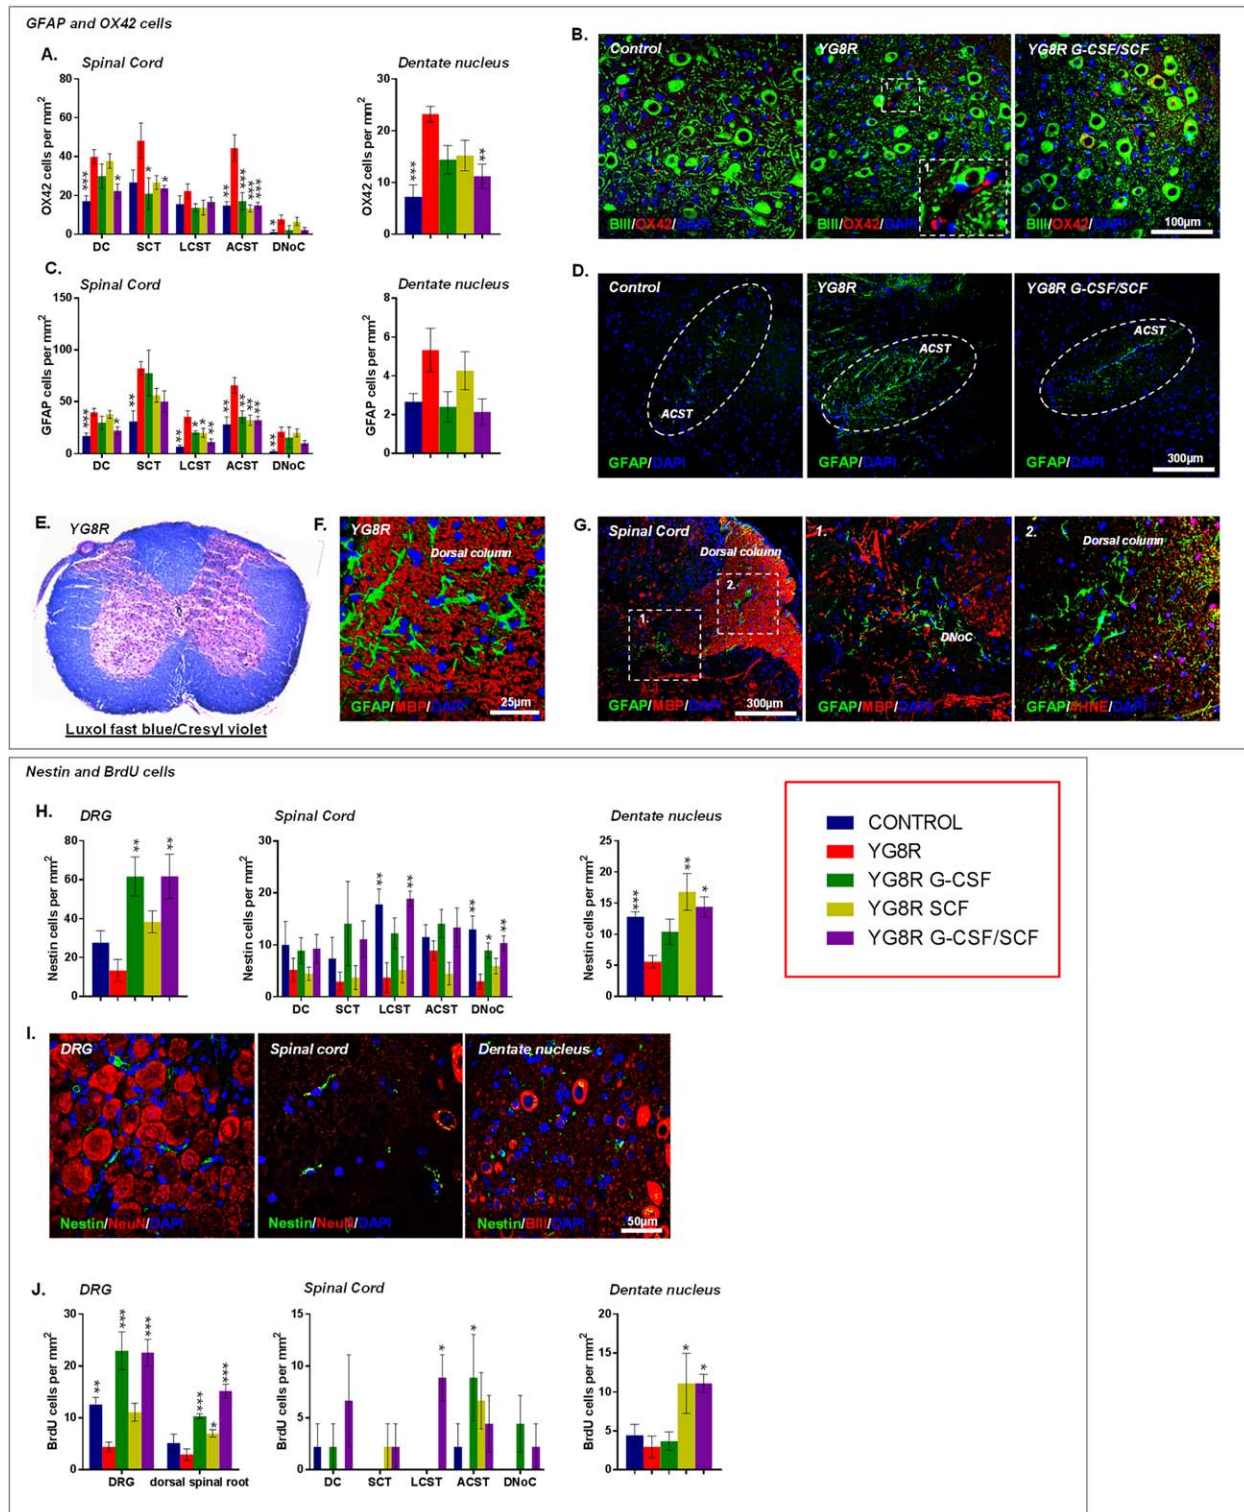 GFAP and OX42 cells
A.
Spinal Cord
OX42 cells per mm²
80
60
40
20
0
DC SCT LCST ACST DNoC
*** * * * ** *** *** *** *
Dentate nucleus
OX42 cells per mm²
30
20
10
0
*** **
B.
Control
BIII/OX42/DAPI
YG8R
1.
1.
BIII/OX42/DAPI
YG8R G-CSF/SCF
BIII/OX42/DAPI
100µm
C.
Spinal Cord
GFAP cells per mm²
150
100
50
0
DC SCT LCST ACST DNoC
*** * ** *** * * ** ** ** ** ** ***
Dentate nucleus
GFAP cells per mm²
8
6
4
2
0
D.
Control
ACST
GFAP/DAPI
YG8R
ACST
GFAP/DAPI
YG8R G-CSF/SCF
ACST
GFAP/DAPI
300µm
E.
YG8R
Luxol fast blue/Cresyl violet
F.
YG8R
Dorsal column
GFAP/MBP/DAPI
25µm
G.
Spinal Cord
Dorsal column
2.
1.
GFAP/MBP/DAPI
300µm
1.
DNoC
GFAP/MBP/DAPI
2.
Dorsal column
GFAP/4HNE/DAPI
Nestin and BrdU cells
H.
DRG
Nestin cells per mm²
80
60
40
20
0
** **
Spinal Cord
Nestin cells per mm²
30
20
10
0
DC SCT LCST ACST DNoC
** ** ** * **
Dentate nucleus
Nestin cells per mm²
25
20
15
10
5
0
*** ** *
CONTROL
YG8R
YG8R G-CSF
YG8R SCF
YG8R G-CSF/SCF
I.
DRG
Nestin/NeuN/DAPI
Spinal cord
Nestin/NeuN/DAPI
Dentate nucleus
Nestin/BIII/DAPI
50µm
J.
DRG
BrdU cells per mm²
30
20
10
0
DRG dorsal spinal root
** *** *** *** * ***
Spinal Cord
BrdU cells per mm²
15
10
5
0
DC SCT LCST ACST DNoC
* *
Dentate nucleus
BrdU cells per mm²
20
15
10
5
0
* *